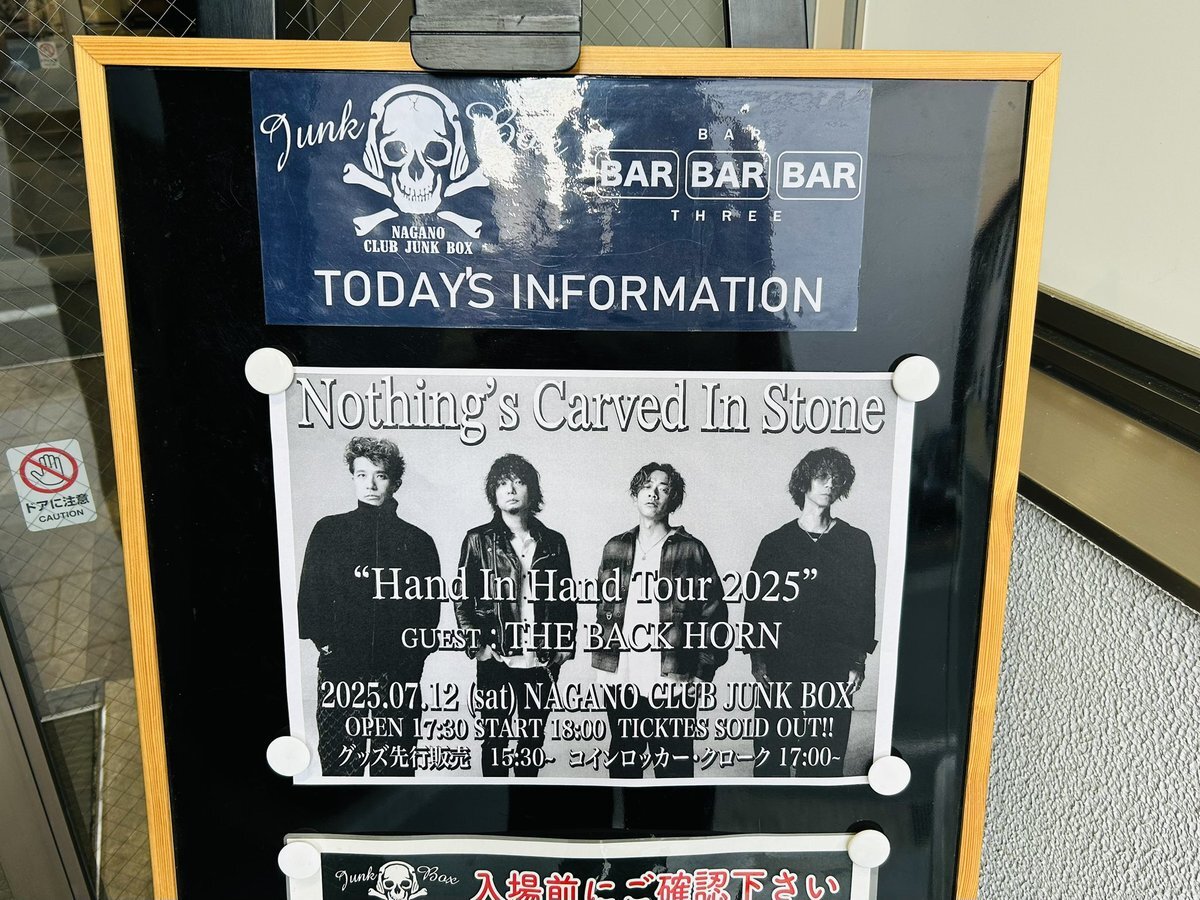 Junk Box
NAGANO
CLUB JUNK BOX
BAR
BAR BAR BAR
THREE
TODAY'S INFORMATION
Nothing's Carved In Stone
“Hand In Hand Tour 2025”
GUEST : THE BACK HORN
2025.07.12 (sat) NAGANO CLUB JUNK BOX
OPEN 17:30 START 18:00 TICKTES SOLD OUT!!
グッズ先行販売 15:30~ コインロッカー・クローク 17:00~
ドアに注意
CAUTION
Junk Box
入場前にご確認下さい